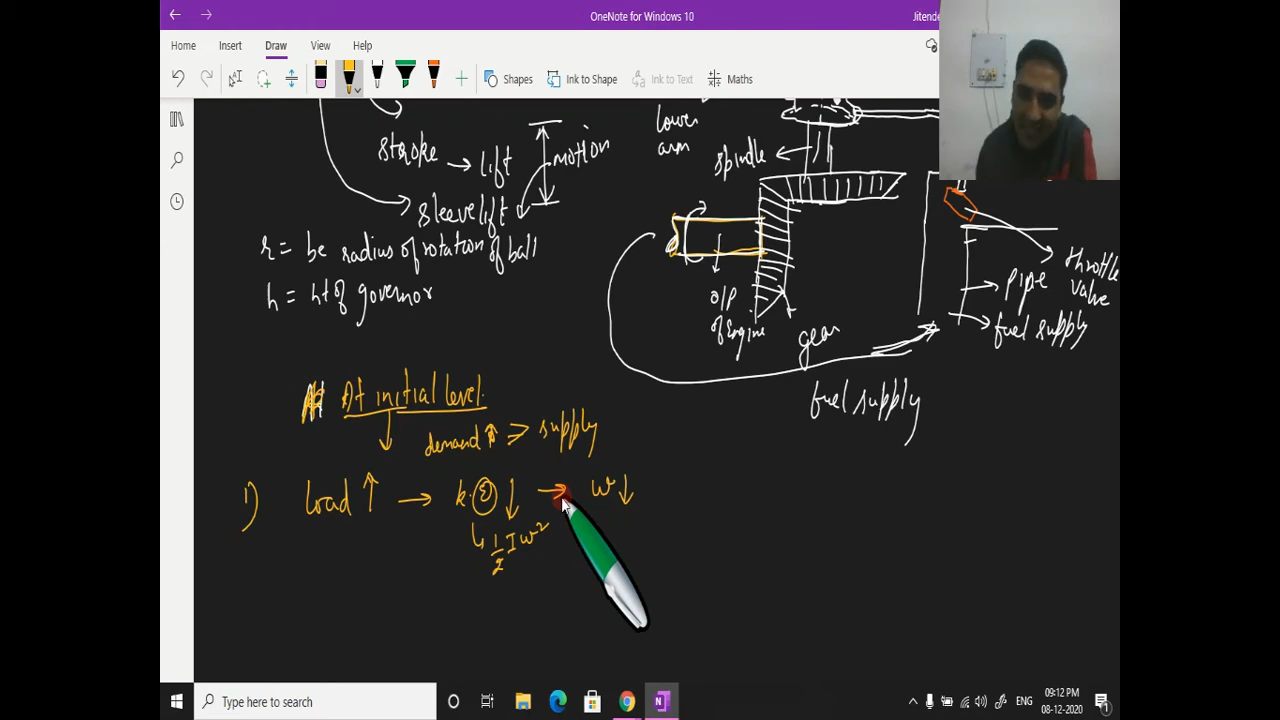 OneNote for Windows 10
Jitende
Home Insert Draw View Help
Shapes Ink to Shape Ink to Text Maths
lower
arm
spindle
stroke → lift
motion
sleeve lift
r = be radius of rotation of ball
h = ht of governor
O/P
of Engine
gear
throttle
valve
pipe
fuel supply
fuel supply
At initial level
demand ↑ > supply
1) Load ↑ → k.E ↓ → w ↓
1/2 I w²
Type here to search
ENG
09:12 PM
08-12-2020